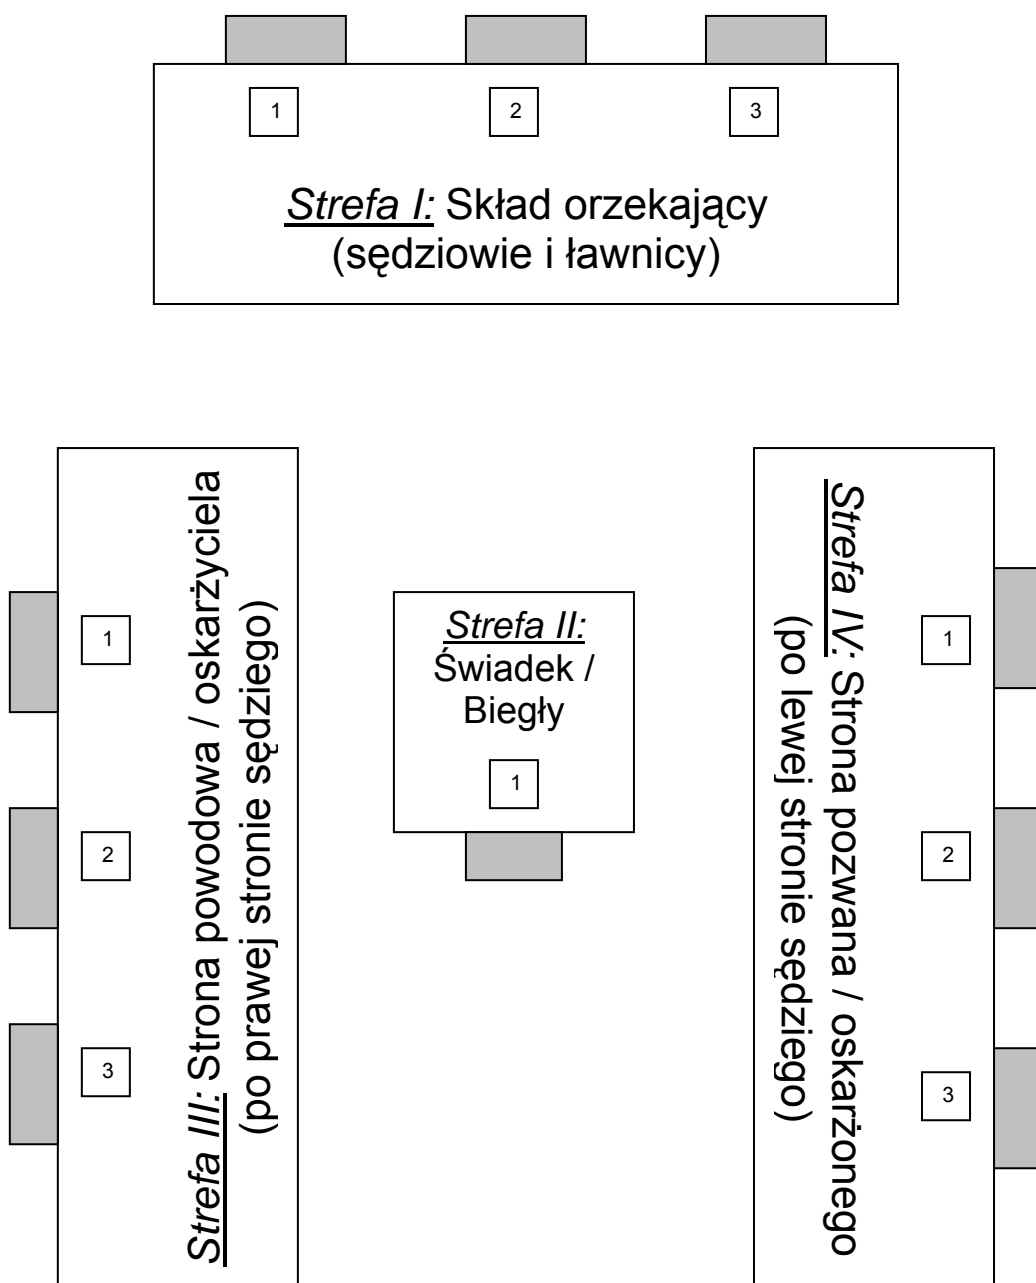 1
2
3
Strefa I: Skład orzekający
(sędziowie i ławnicy)
Strefa III: Strona powodowa / oskarżyciela
(po prawej stronie sędziego)
1
2
3
Strefa II:
Świadek /
Biegły
1
Strefa IV: Strona pozwana / oskarżonego
(po lewej stronie sędziego)
1
2
3